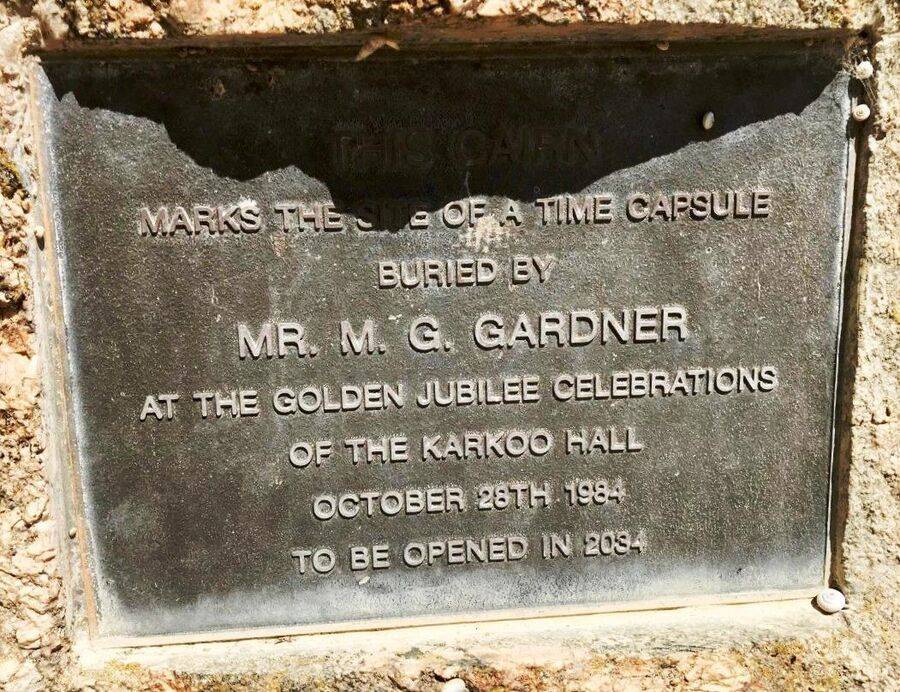 THIS CAIRN
MARKS THE SITE OF A TIME CAPSULE
BURIED BY
MR. M. G. GARDNER
AT THE GOLDEN JUBILEE CELEBRATIONS
OF THE KARKOO HALL
OCTOBER 28TH 1984
TO BE OPENED IN 2034